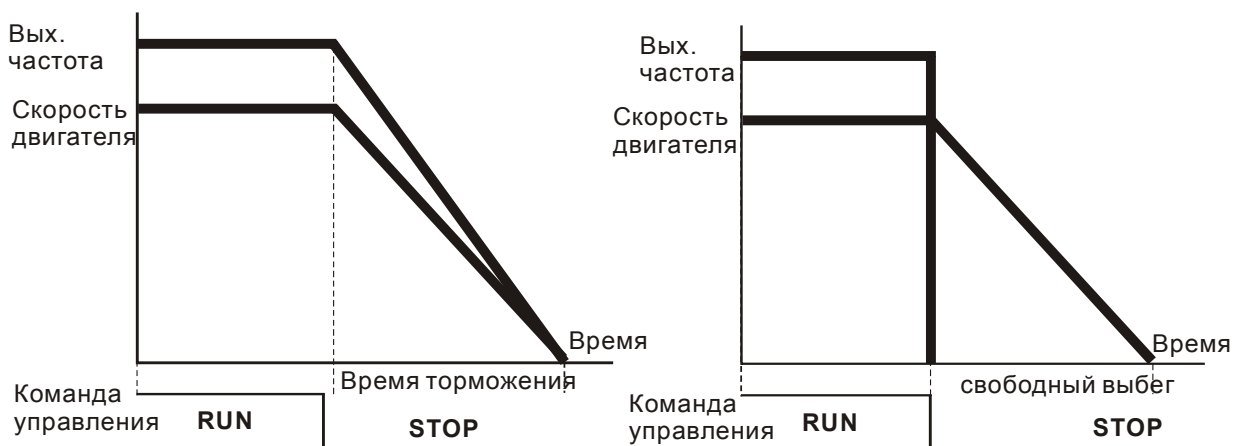 Вых.
частота
Скорость
двигателя
Время
Время торможения
Команда
управления
RUN
STOP
Вых.
частота
Скорость
двигателя
Время
свободный выбег
Команда
управления
RUN
STOP